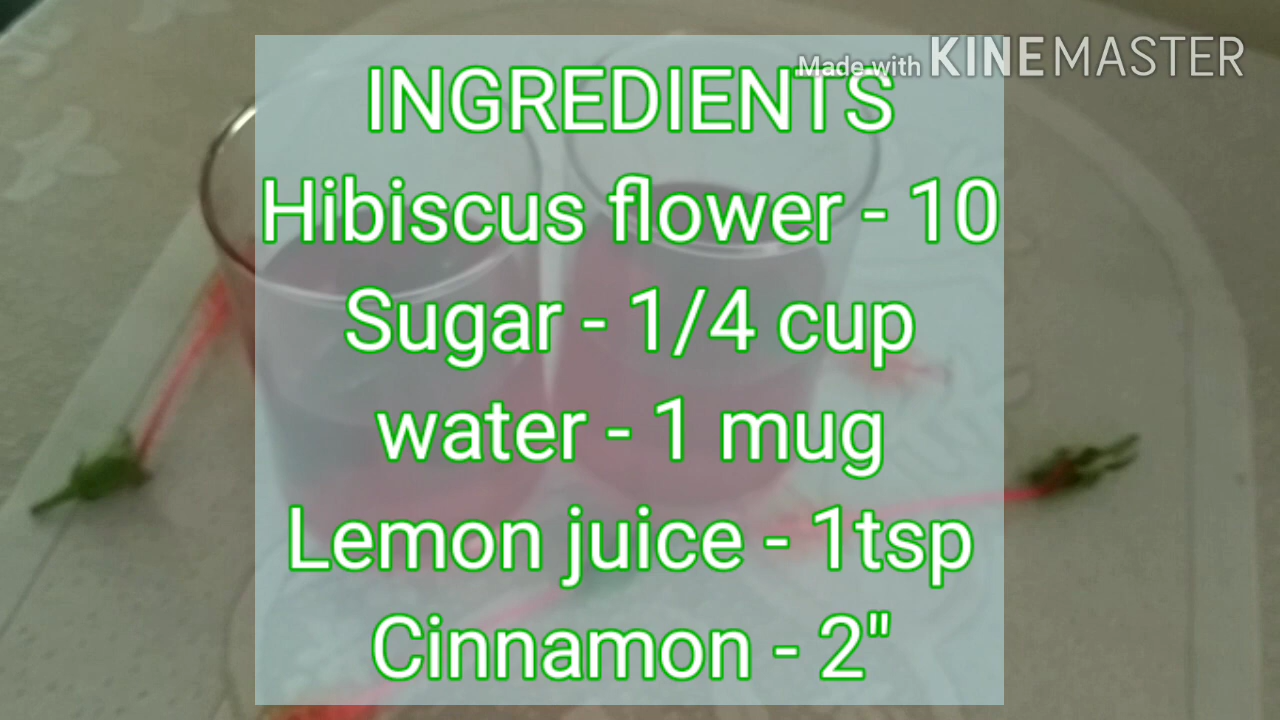 Made with KINEMASTER
INGREDIENTS
Hibiscus flower - 10
Sugar - 1/4 cup
water - 1 mug
Lemon juice - 1tsp
Cinnamon - 2"